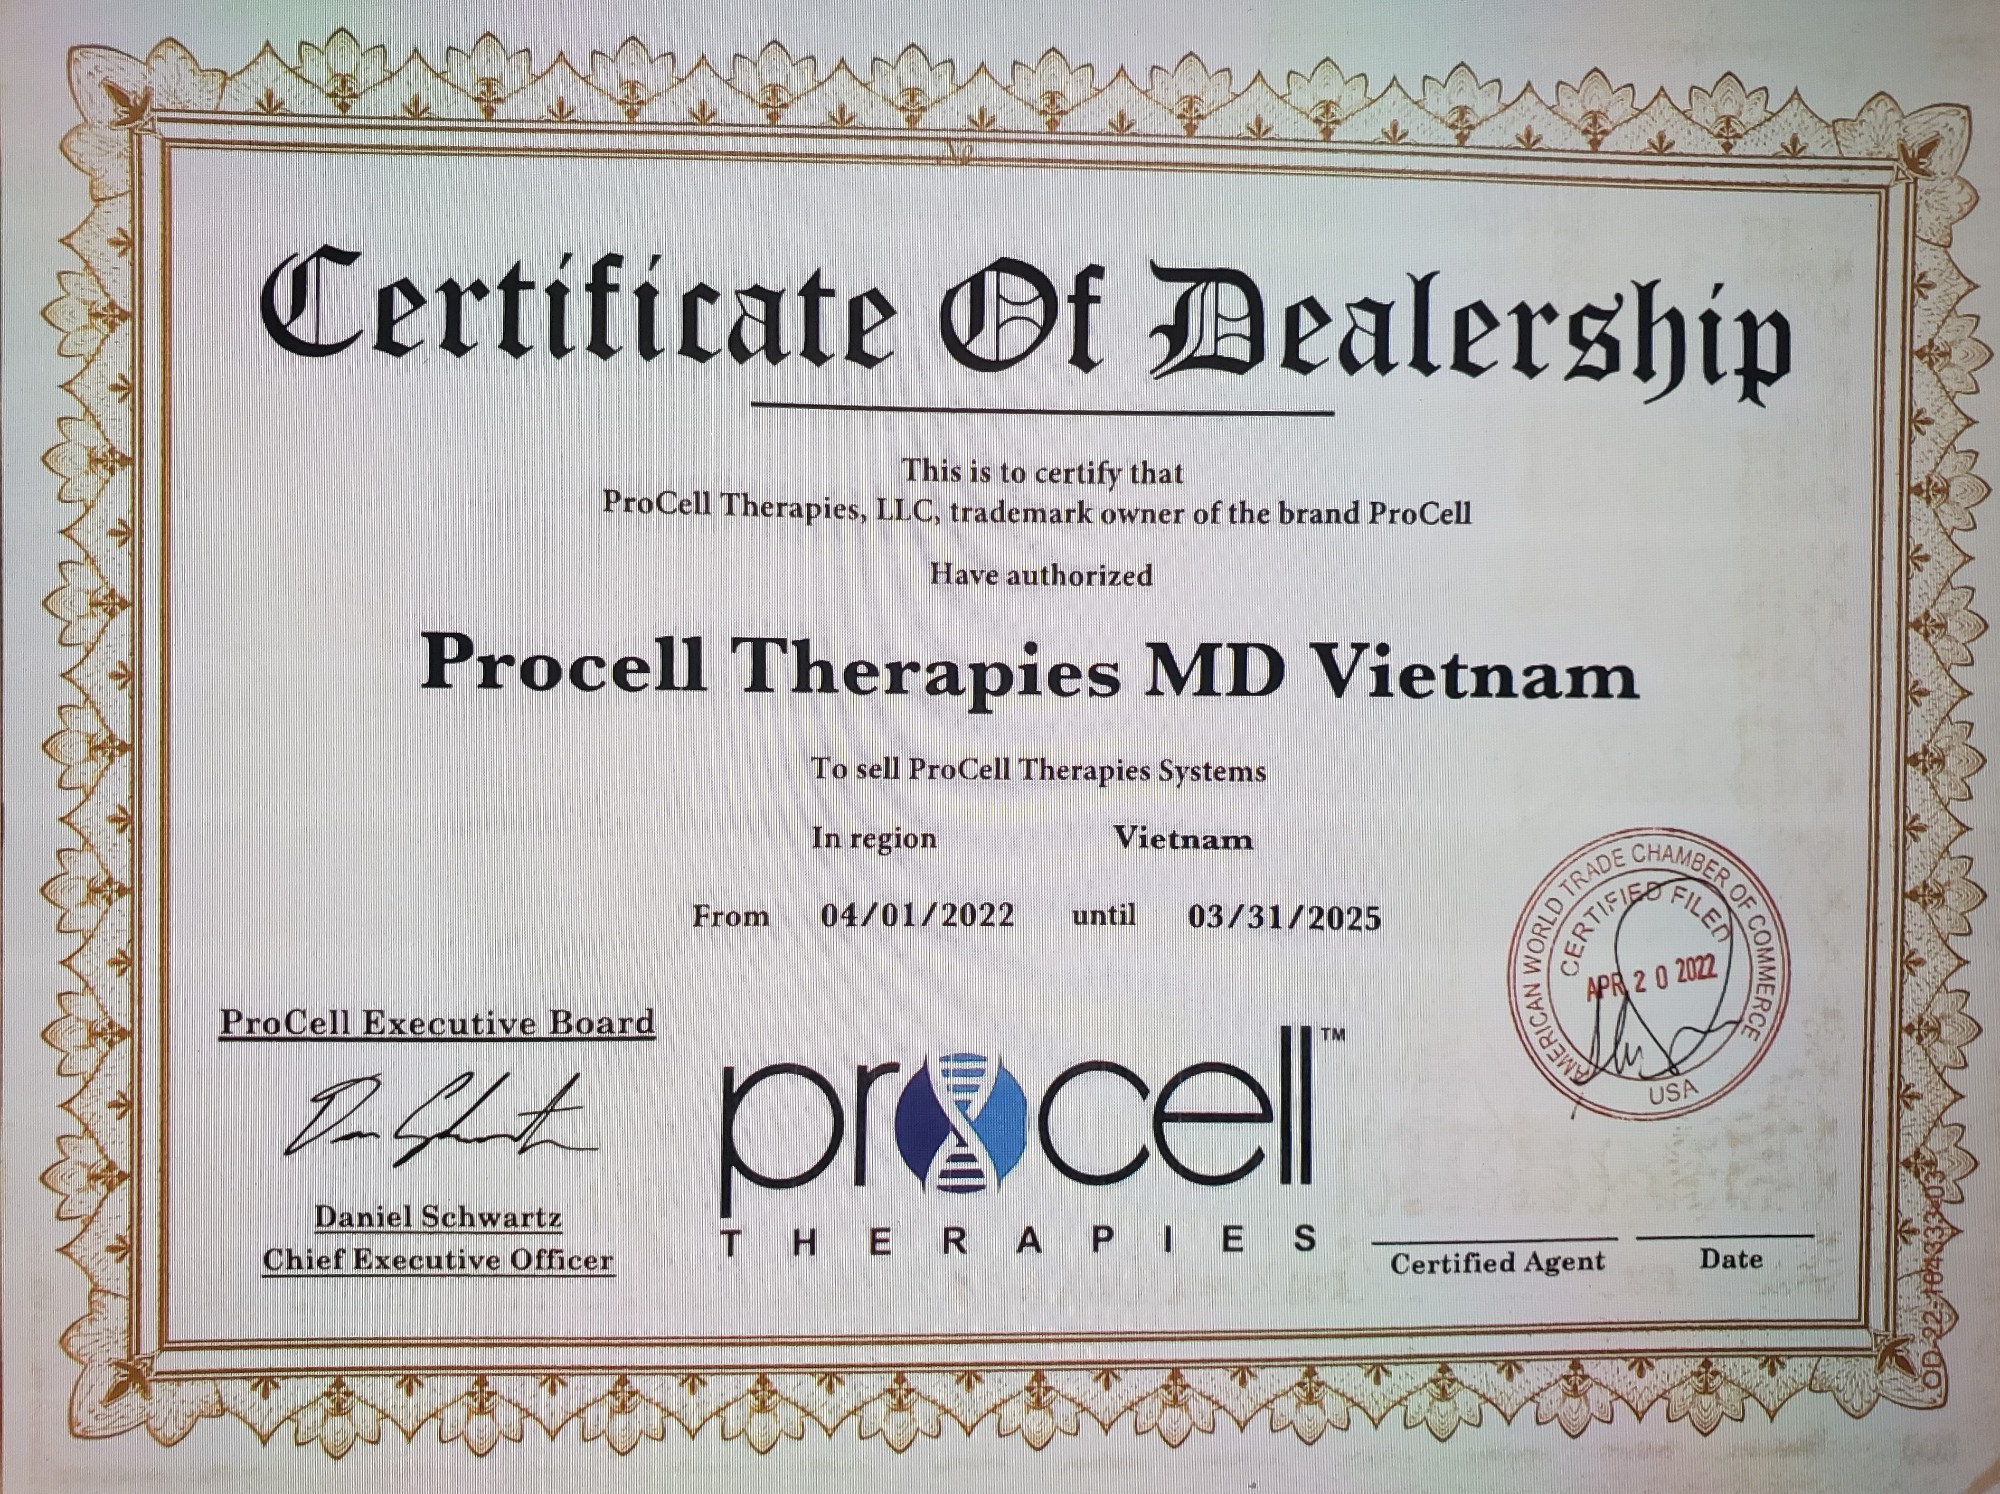 Certificate Of Dealership
This is to certify that
ProCell Therapies, LLC, trademark owner of the brand ProCell
Have authorized
Procell Therapies MD Vietnam
To sell ProCell Therapies Systems
In region Vietnam
From 04/01/2022 until 03/31/2025
AMERICAN WORLD TRADE CHAMBER OF COMMERCE
CERTIFIED FILED
APR 20 2022
USA
ProCell Executive Board
Daniel Schwartz
Chief Executive Officer
procell™
THERAPIES
Certified Agent Date